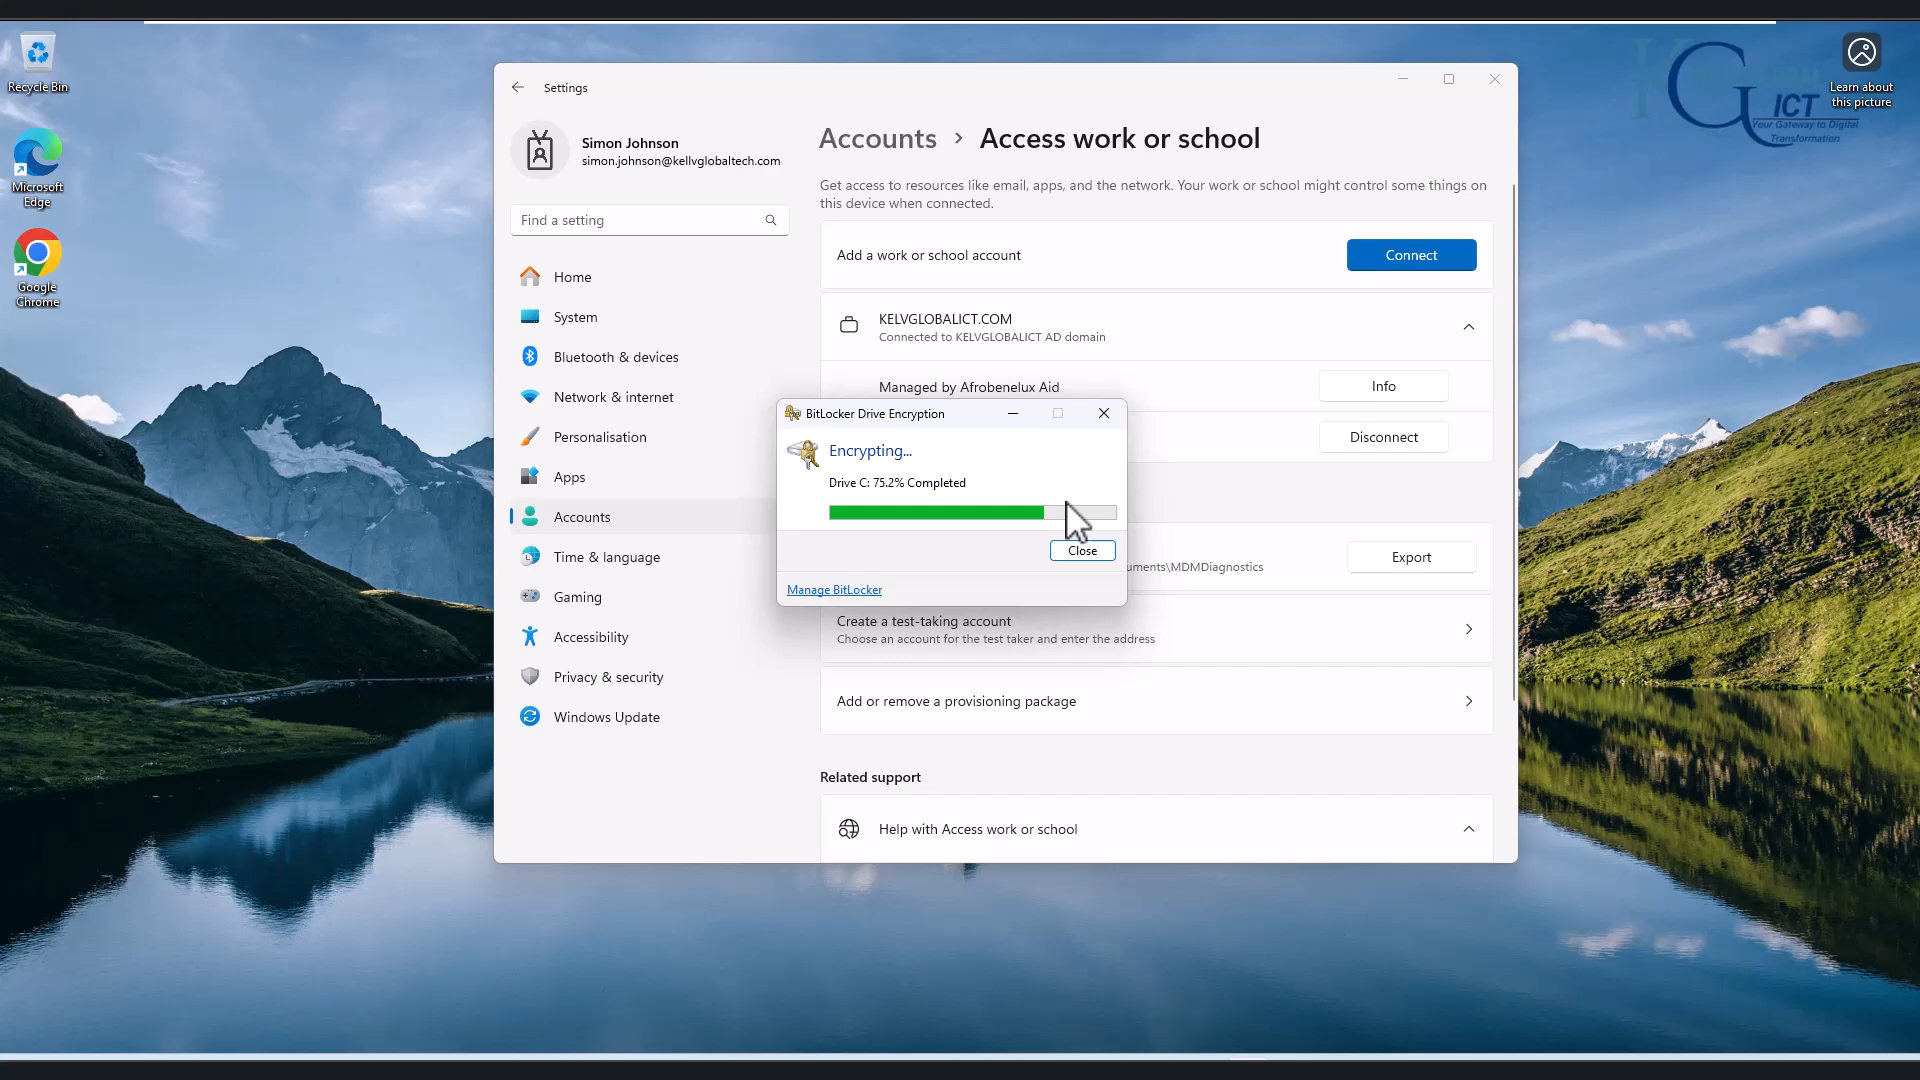 Recycle Bin
Microsoft
Edge
Google
Chrome
Settings
Simon Johnson
simon.johnson@kellvglobaltech.com
Find a setting
Home
System
Bluetooth & devices
Network & internet
Personalisation
Apps
Accounts
Time & language
Gaming
Accessibility
Privacy & security
Windows Update
Accounts > Access work or school
Get access to resources like email, apps, and the network. Your work or school might control some things on
this device when connected.
Add a work or school account
Connect
KELVGLOBALICT.COM
Connected to KELVGLOBALICT AD domain
Managed by Afrobenelux Aid
Info
Disconnect
BitLocker Drive Encryption
Encrypting...
Drive C: 75.2% Completed
Close
Manage BitLocker
uments\MDMDiagnostics
Export
Create a test-taking account
Choose an account for the test taker and enter the address
Add or remove a provisioning package
Related support
Help with Access work or school
ICT
Your Gateway to Digital
Transformation
Learn about
this picture